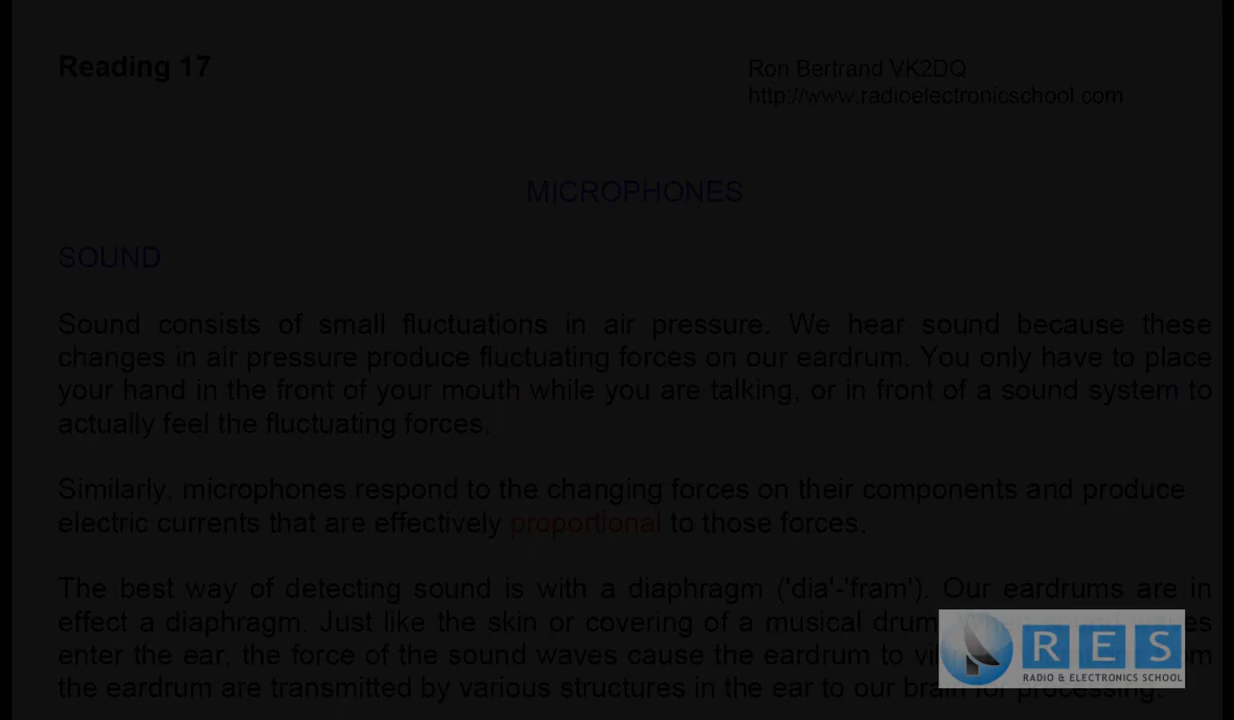 Reading 17
Ron Bertrand VK2DQ
http://www.radioelectronicschool.com
MICROPHONES
SOUND
Sound consists of small fluctuations in air pressure. We hear sound because these
changes in air pressure produce fluctuating forces on our eardrum. You only have to place
your hand in the front of your mouth while you are talking, or in front of a sound system to
actually feel the fluctuating forces.
Similarly, microphones respond to the changing forces on their components and produce
electric currents that are effectively proportional to those forces.
The best way of detecting sound is with a diaphragm ('dia'-'fram'). Our eardrums are in
effect a diaphragm. Just like the skin or covering of a musical drum
enter the ear, the force of the sound waves cause the eardrum to
the eardrum are transmitted by various structures in the ear to our brain for processing.
RES
RADIO & ELECTRONICS SCHOOL